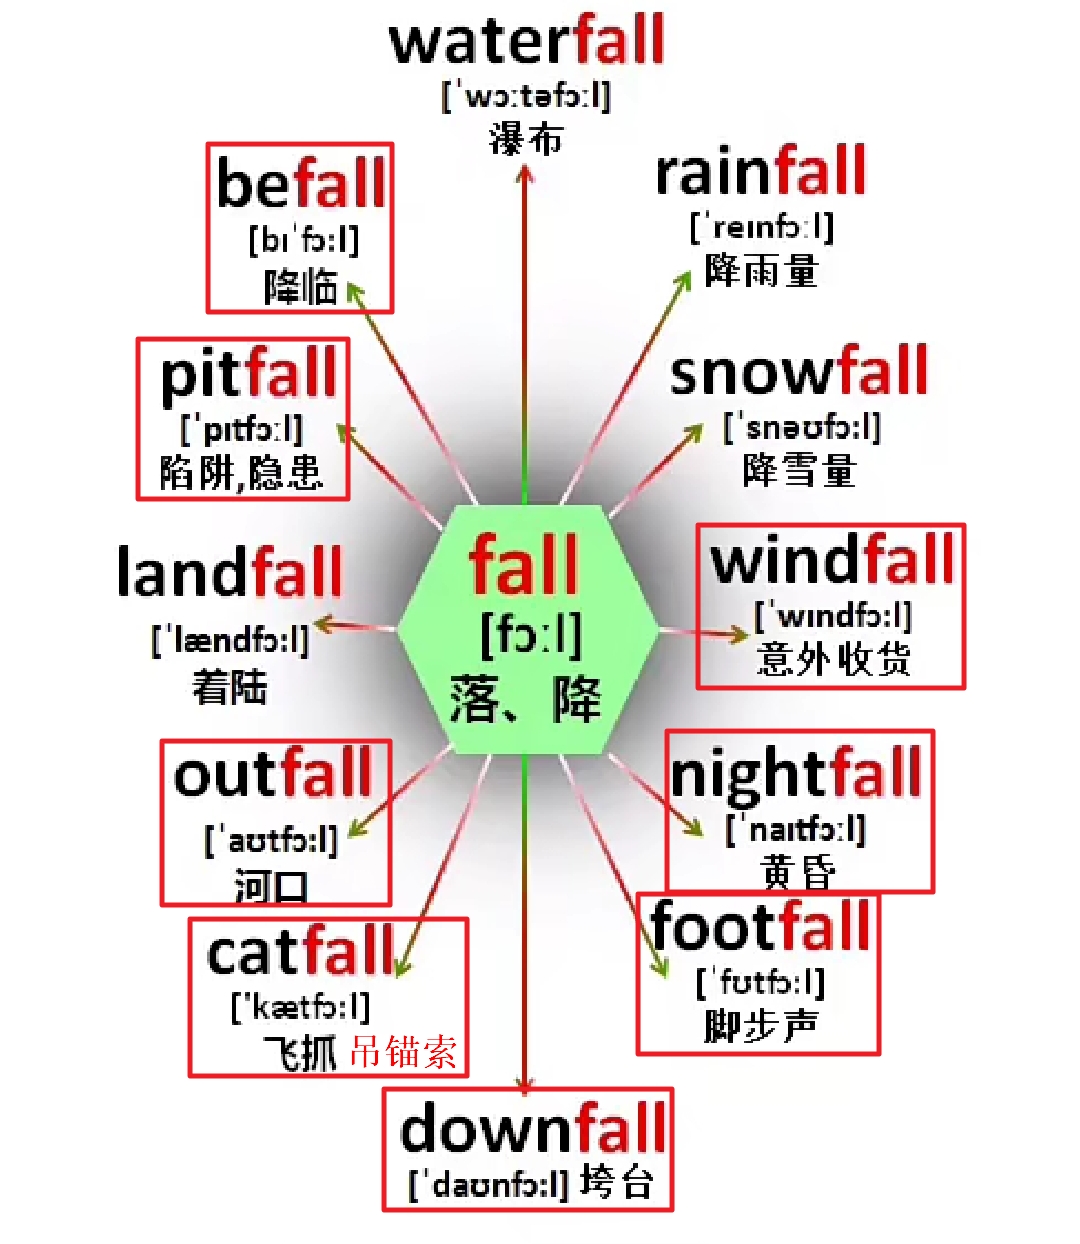 waterfall
[ˈwɔːtəfɔːl]
瀑布
befall
[bɪˈfɔːl]
降临
rainfall
[ˈreɪnfɔːl]
降雨量
pitfall
[ˈpɪtfɔːl]
陷阱,隐患
snowfall
[ˈsnəʊfɔːl]
降雪量
landfall
[ˈlændfɔːl]
着陆
fall
[fɔːl]
落、降
windfall
[ˈwɪndfɔːl]
意外收货
outfall
[ˈaʊtfɔːl]
河口
nightfall
[ˈnaɪtfɔːl]
黄昏
catfall
['kætfɔːl]
飞抓 吊锚索
footfall
[ˈfʊtfɔːl]
脚步声
downfall
[ˈdaʊnfɔːl] 垮台